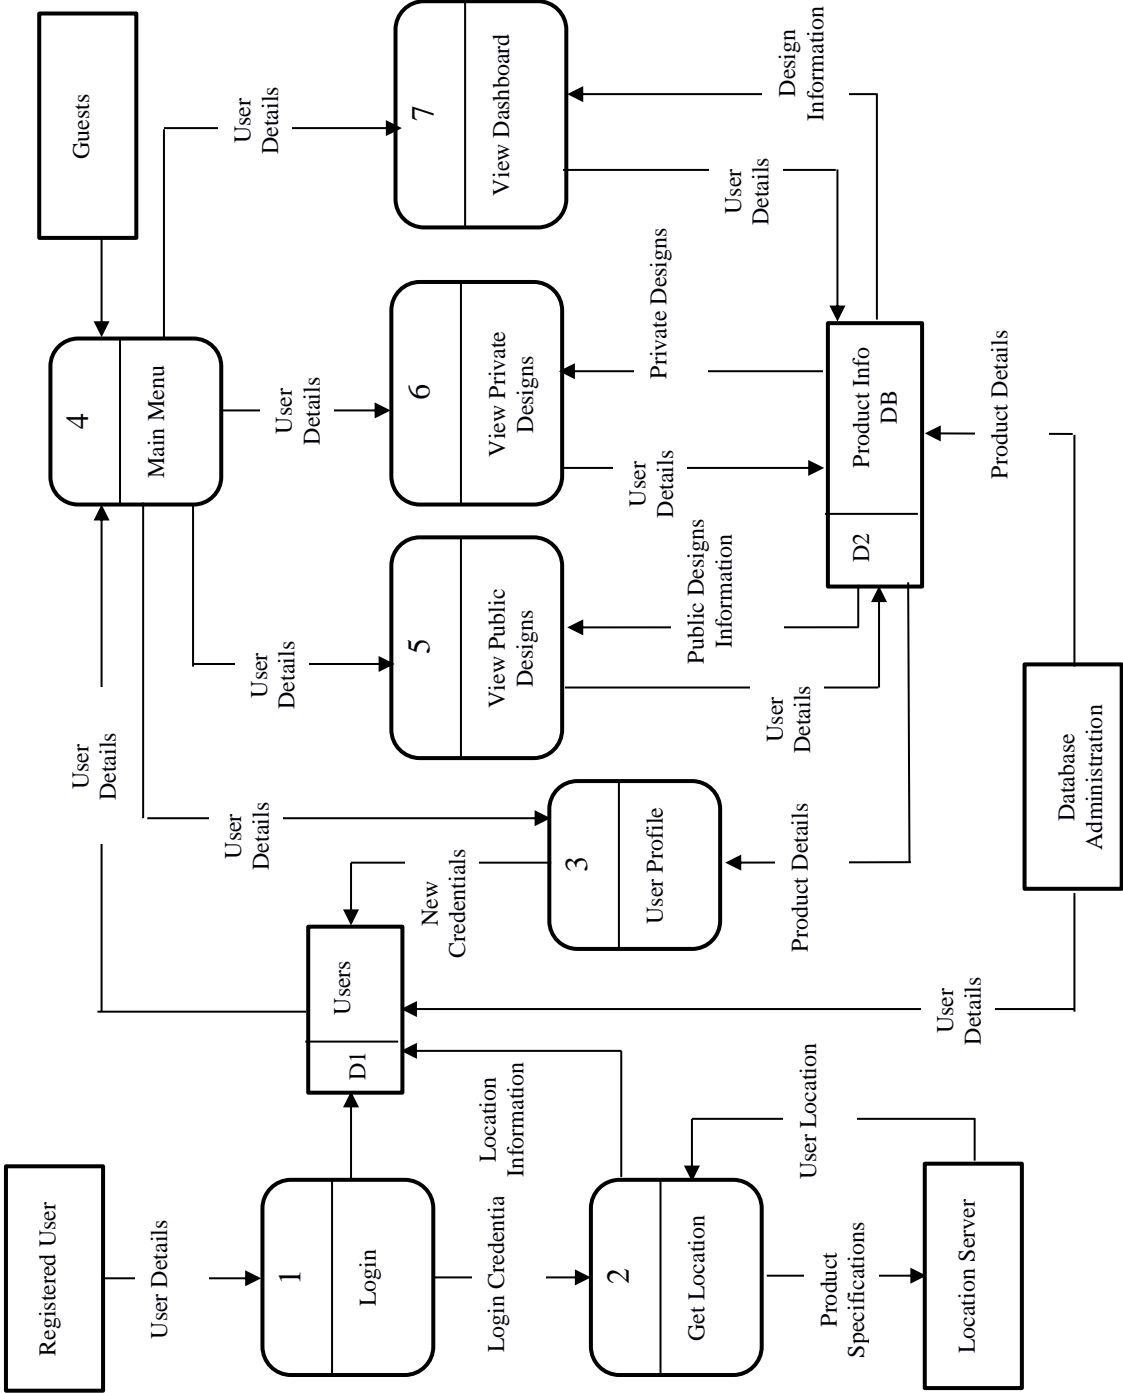 Registered User
User Details
1
Login
Login Credentia
2
Get Location
Product
Specifications
Location Server
User Location
Location
Information
D1
Users
User
Details
New
Credentials
3
User Profile
User
Details
Product Details
User
Details
Database
Administration
Product Details
Guests
4
Main Menu
User
Details
5
View Public
Designs
Public Designs
Information
User
Details
User
Details
6
View Private
Designs
User
Details
Private Designs
D2
Product Info
DB
User
Details
7
View Dashboard
User
Details
Design
Information